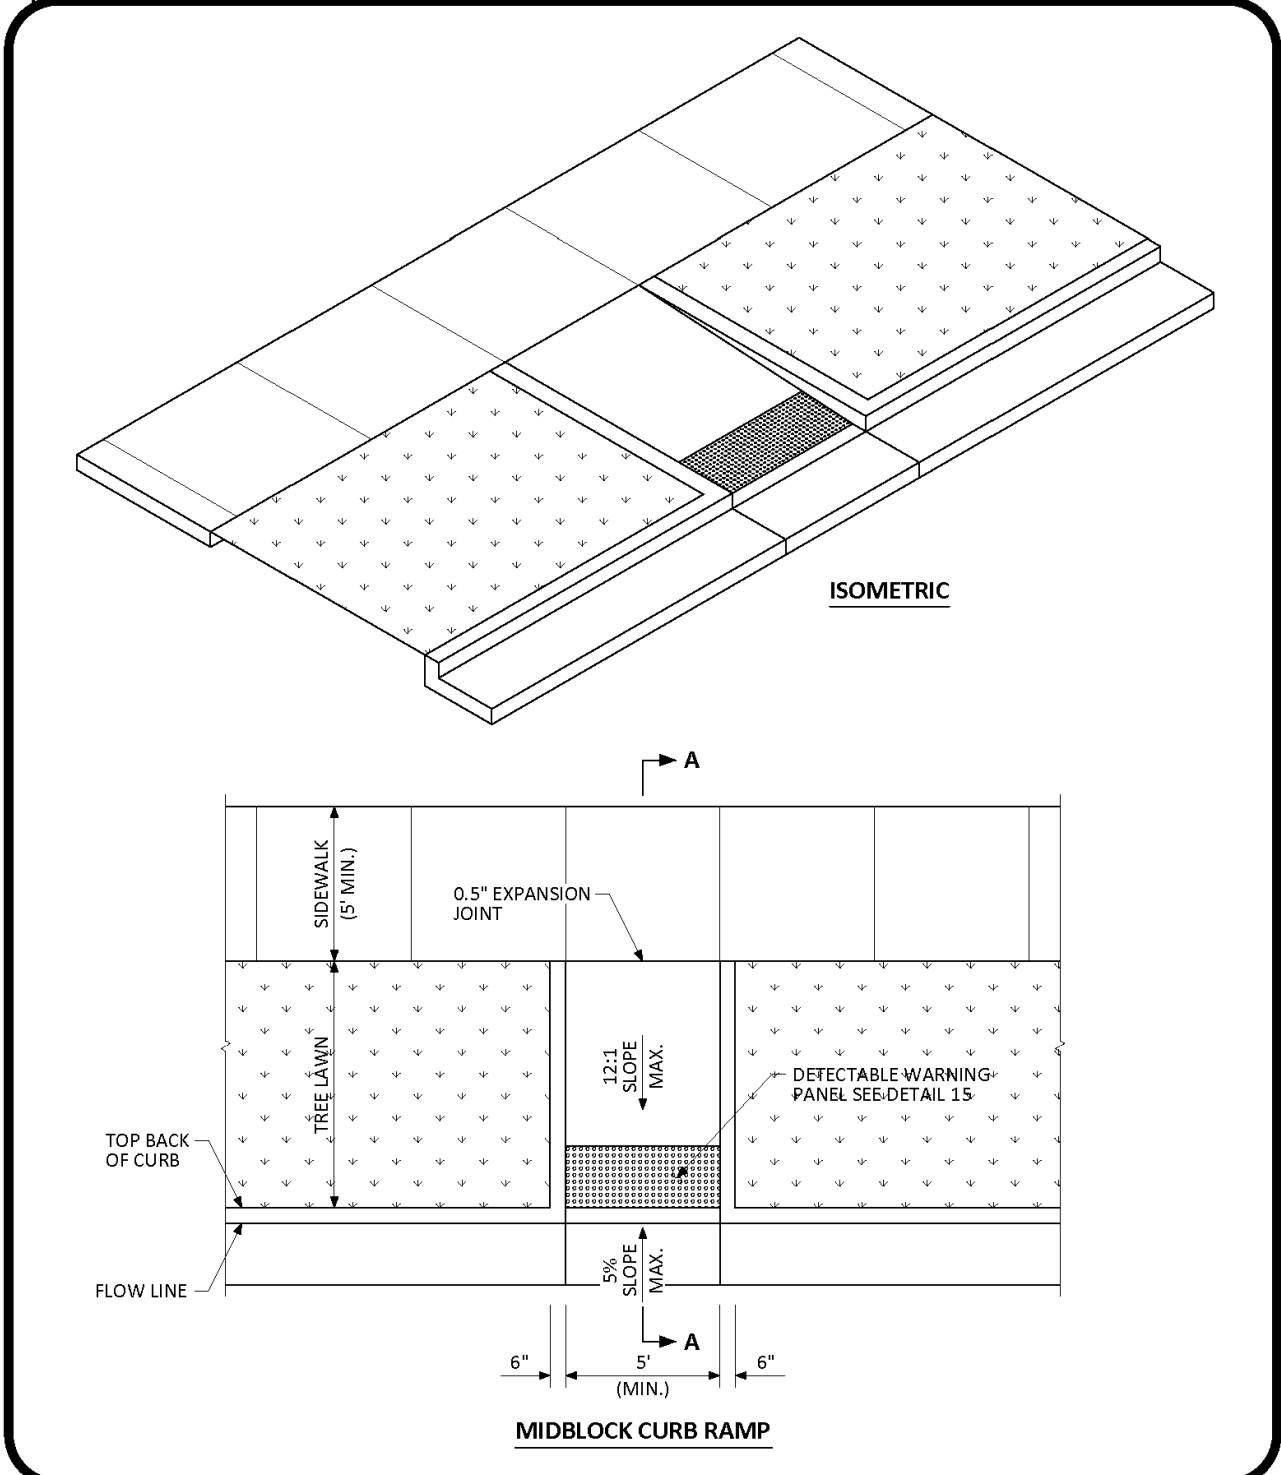 ISOMETRIC
A
SIDEWALK
(5' MIN.)
0.5" EXPANSION
JOINT
TREE LAWN
12:1
SLOPE
MAX.
DETECTABLE WARNING
PANEL SEE DETAIL 15
TOP BACK
OF CURB
FLOW LINE
5%
SLOPE
MAX.
A
6"
5'
(MIN.)
6"
MIDBLOCK CURB RAMP